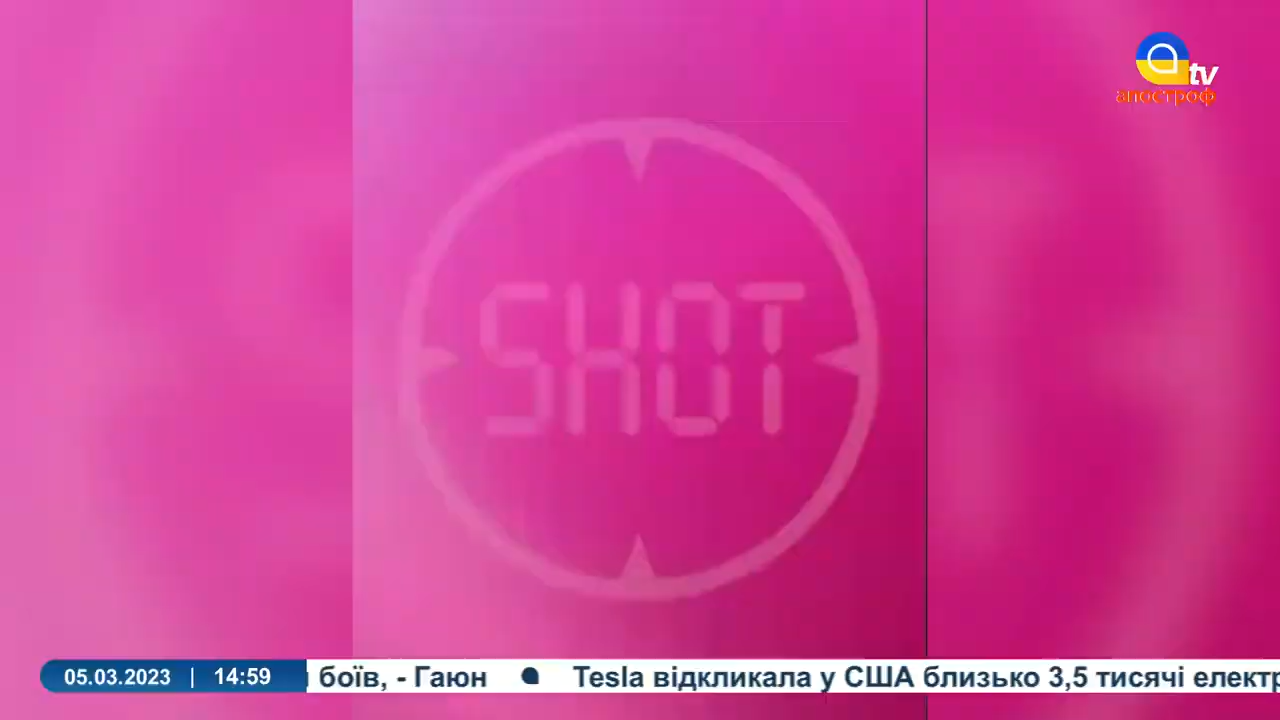 tv
апостроф
SHOT
05.03.2023 | 14:59 боїв, - Гаюн Tesla відкликала у США близько 3,5 тисячі електр